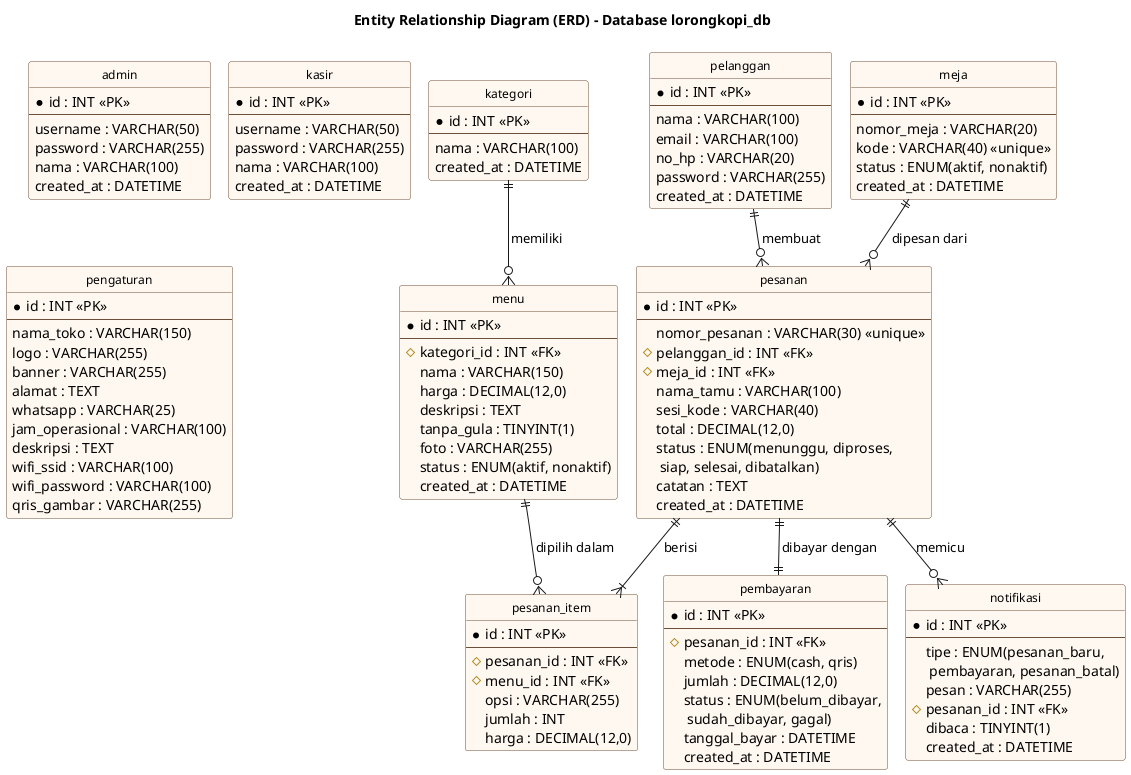 Entity Relationship Diagram (ERD) - Database lorongkopi_db
admin
id : INT «PK»
username : VARCHAR(50)
password : VARCHAR(255)
nama : VARCHAR(100)
created_at : DATETIME
kasir
id : INT «PK»
username : VARCHAR(50)
password : VARCHAR(255)
nama : VARCHAR(100)
created_at : DATETIME
kategori
id : INT «PK»
nama : VARCHAR(100)
created_at : DATETIME
pelanggan
id : INT «PK»
nama : VARCHAR(100)
email : VARCHAR(100)
no_hp : VARCHAR(20)
password : VARCHAR(255)
created_at : DATETIME
meja
id : INT «PK»
nomor_meja : VARCHAR(20)
kode : VARCHAR(40) «unique»
status : ENUM(aktif, nonaktif)
created_at : DATETIME
memiliki
membuat
dipesan dari
pengaturan
id : INT «PK»
nama_toko : VARCHAR(150)
logo : VARCHAR(255)
banner : VARCHAR(255)
alamat : TEXT
whatsapp : VARCHAR(25)
jam_operasional : VARCHAR(100)
deskripsi : TEXT
wifi_ssid : VARCHAR(100)
wifi_password : VARCHAR(100)
qris_gambar : VARCHAR(255)
menu
id : INT «PK»
kategori_id : INT «FK»
nama : VARCHAR(150)
harga : DECIMAL(12,0)
deskripsi : TEXT
tanpa_gula : TINYINT(1)
foto : VARCHAR(255)
status : ENUM(aktif, nonaktif)
created_at : DATETIME
pesanan
id : INT «PK»
nomor_pesanan : VARCHAR(30) «unique»
pelanggan_id : INT «FK»
meja_id : INT «FK»
nama_tamu : VARCHAR(100)
sesi_kode : VARCHAR(40)
total : DECIMAL(12,0)
status : ENUM(menunggu, diproses,
siap, selesai, dibatalkan)
catatan : TEXT
created_at : DATETIME
dipilih dalam
berisi
dibayar dengan
memicu
pesanan_item
id : INT «PK»
pesanan_id : INT «FK»
menu_id : INT «FK»
opsi : VARCHAR(255)
jumlah : INT
harga : DECIMAL(12,0)
pembayaran
id : INT «PK»
pesanan_id : INT «FK»
metode : ENUM(cash, qris)
jumlah : DECIMAL(12,0)
status : ENUM(belum_dibayar,
sudah_dibayar, gagal)
tanggal_bayar : DATETIME
created_at : DATETIME
notifikasi
id : INT «PK»
tipe : ENUM(pesanan_baru,
pembayaran, pesanan_batal)
pesan : VARCHAR(255)
pesanan_id : INT «FK»
dibaca : TINYINT(1)
created_at : DATETIME